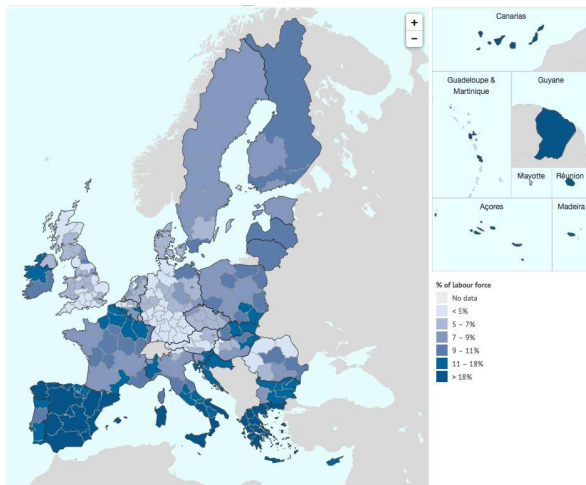 +
−
Canarias
Guadeloupe &
Martinique
Guyane
Mayotte
Réunion
Açores
Madeira
% of labour force
No data
< 5%
5 – 7%
7 – 9%
9 – 11%
11 – 18%
> 18%